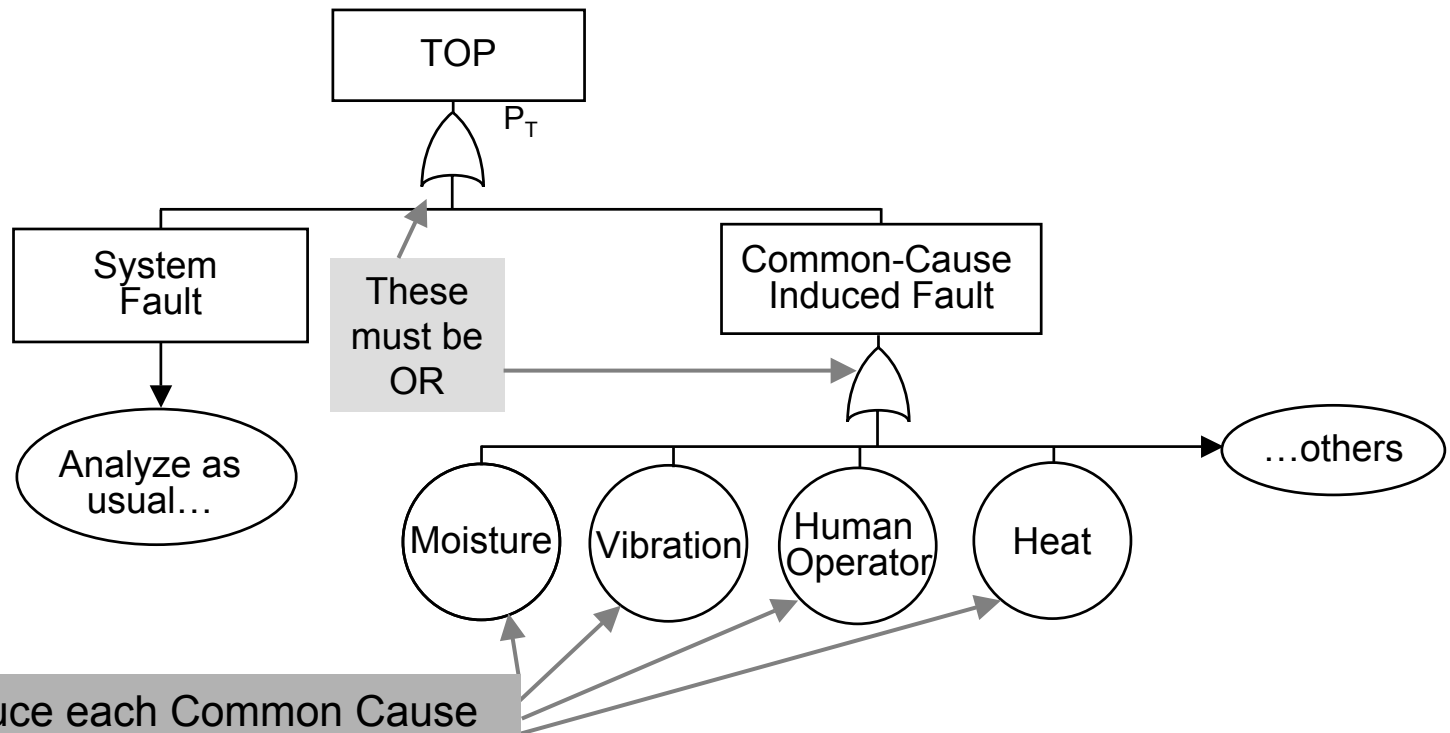 TOP
P_T
System
Fault
These
must be
OR
Common-Cause
Induced Fault
Analyze as
usual…
…others
Moisture
Vibration
Human
Operator
Heat
each Common Cause